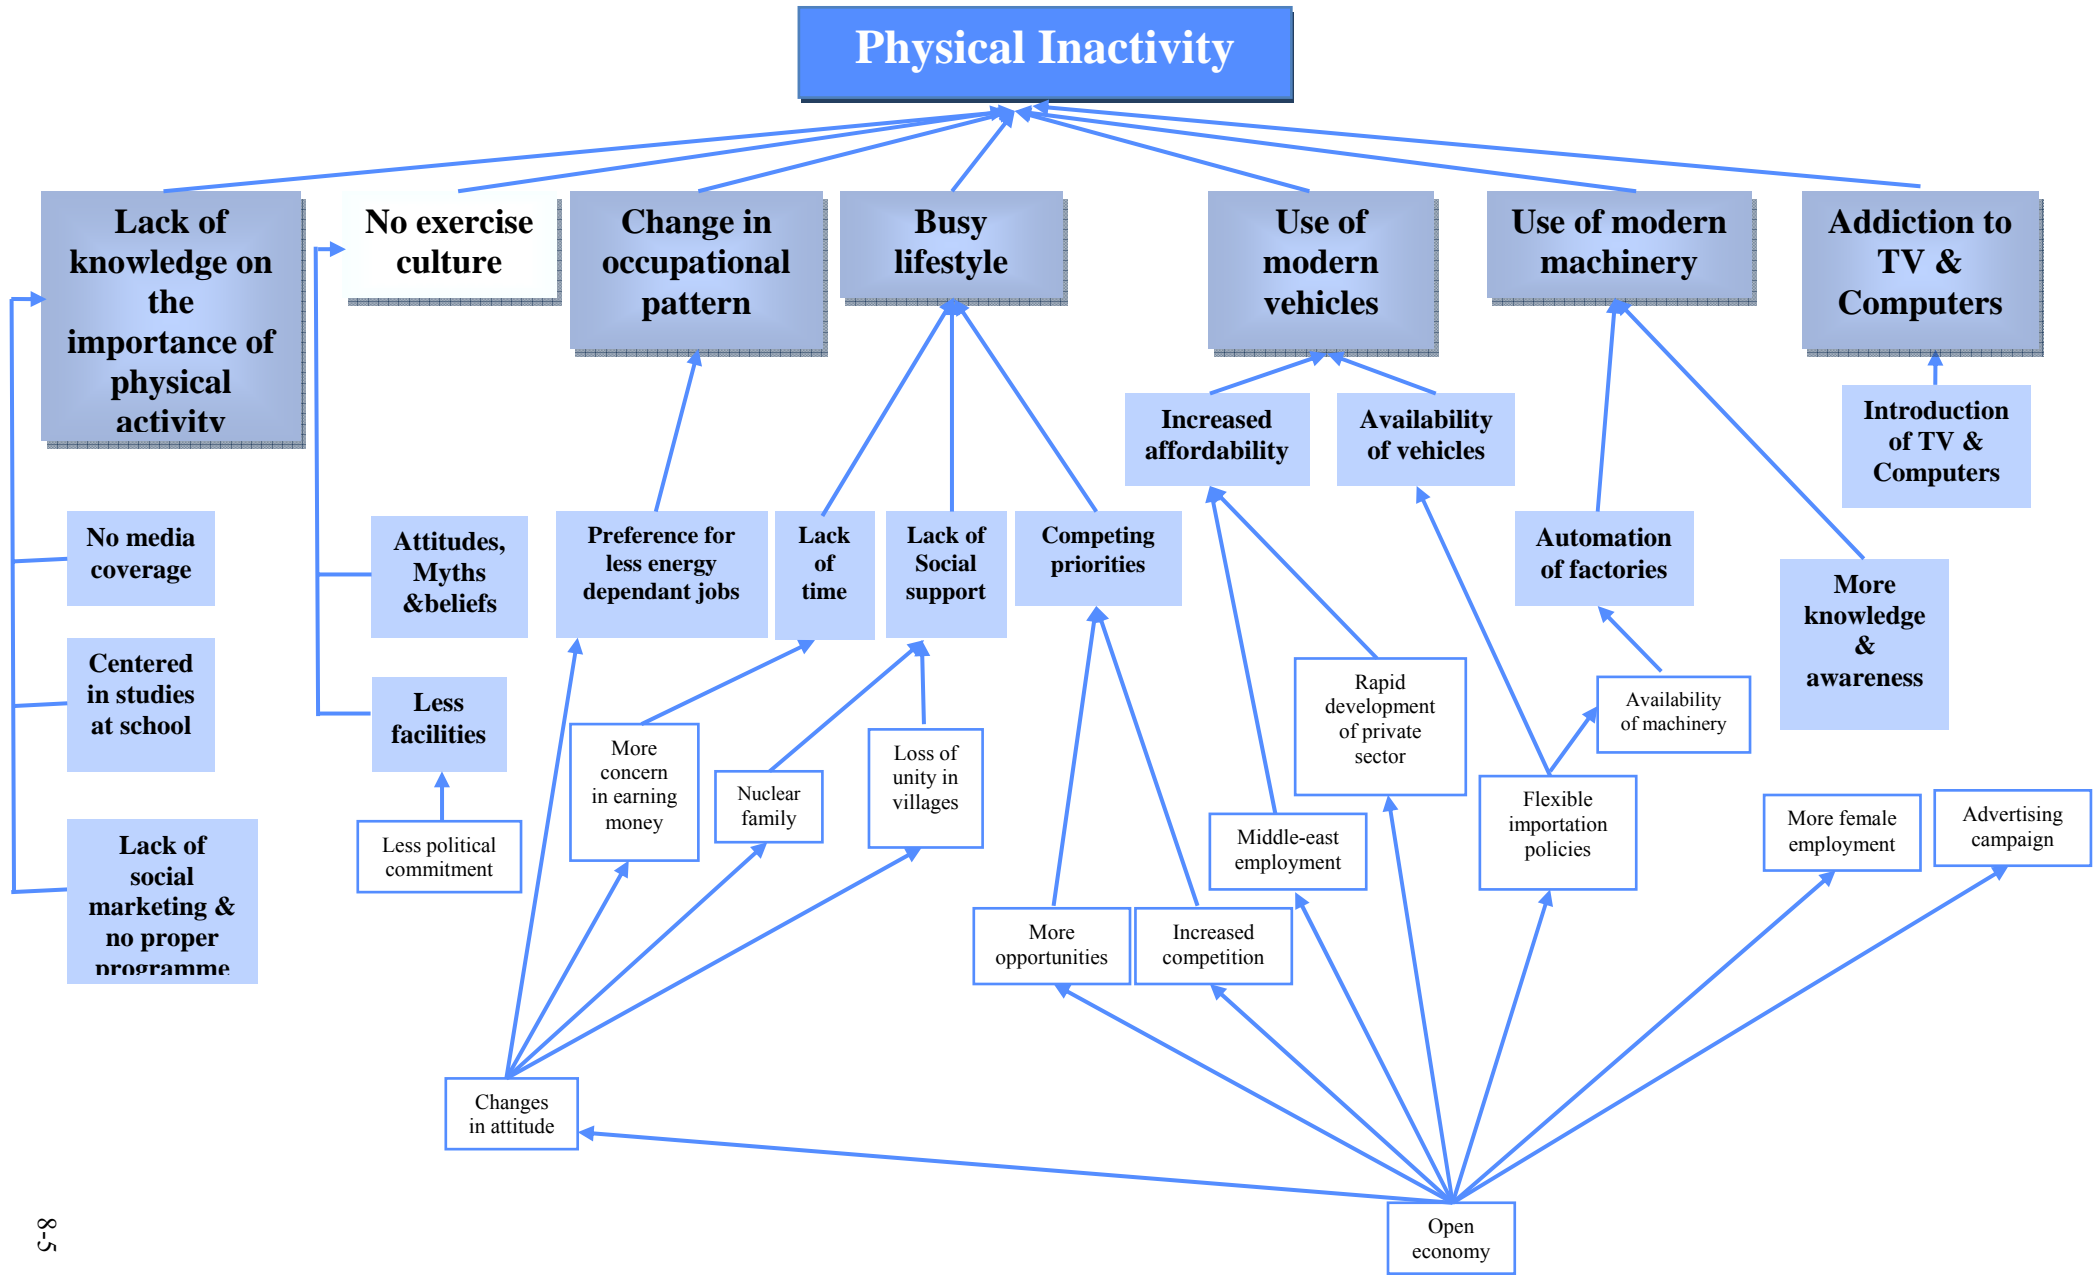 Physical Inactivity
Lack of
knowledge on
the
importance of
physical
activity
No exercise
culture
Change in
occupational
pattern
Busy
lifestyle
Use of
modern
vehicles
Use of modern
machinery
Addiction to
TV &
Computers
Increased
affordability
Availability
of vehicles
Introduction
of TV &
Computers
No media
coverage
Attitudes,
Myths
&beliefs
Preference for
less energy
dependant jobs
Lack
of
time
Lack of
Social
support
Competing
priorities
Automation
of factories
More
knowledge
&
awareness
Centered
in studies
at school
Less
facilities
Rapid
development
of private
sector
Availability
of machinery
More
concern
in earning
money
Nuclear
family
Loss of
unity in
villages
Flexible
importation
policies
More female
employment
Advertising
campaign
Lack of
social
marketing &
no proper
programme
Less political
commitment
Middle-east
employment
More
opportunities
Increased
competition
Changes
in attitude
Open
economy
8-5